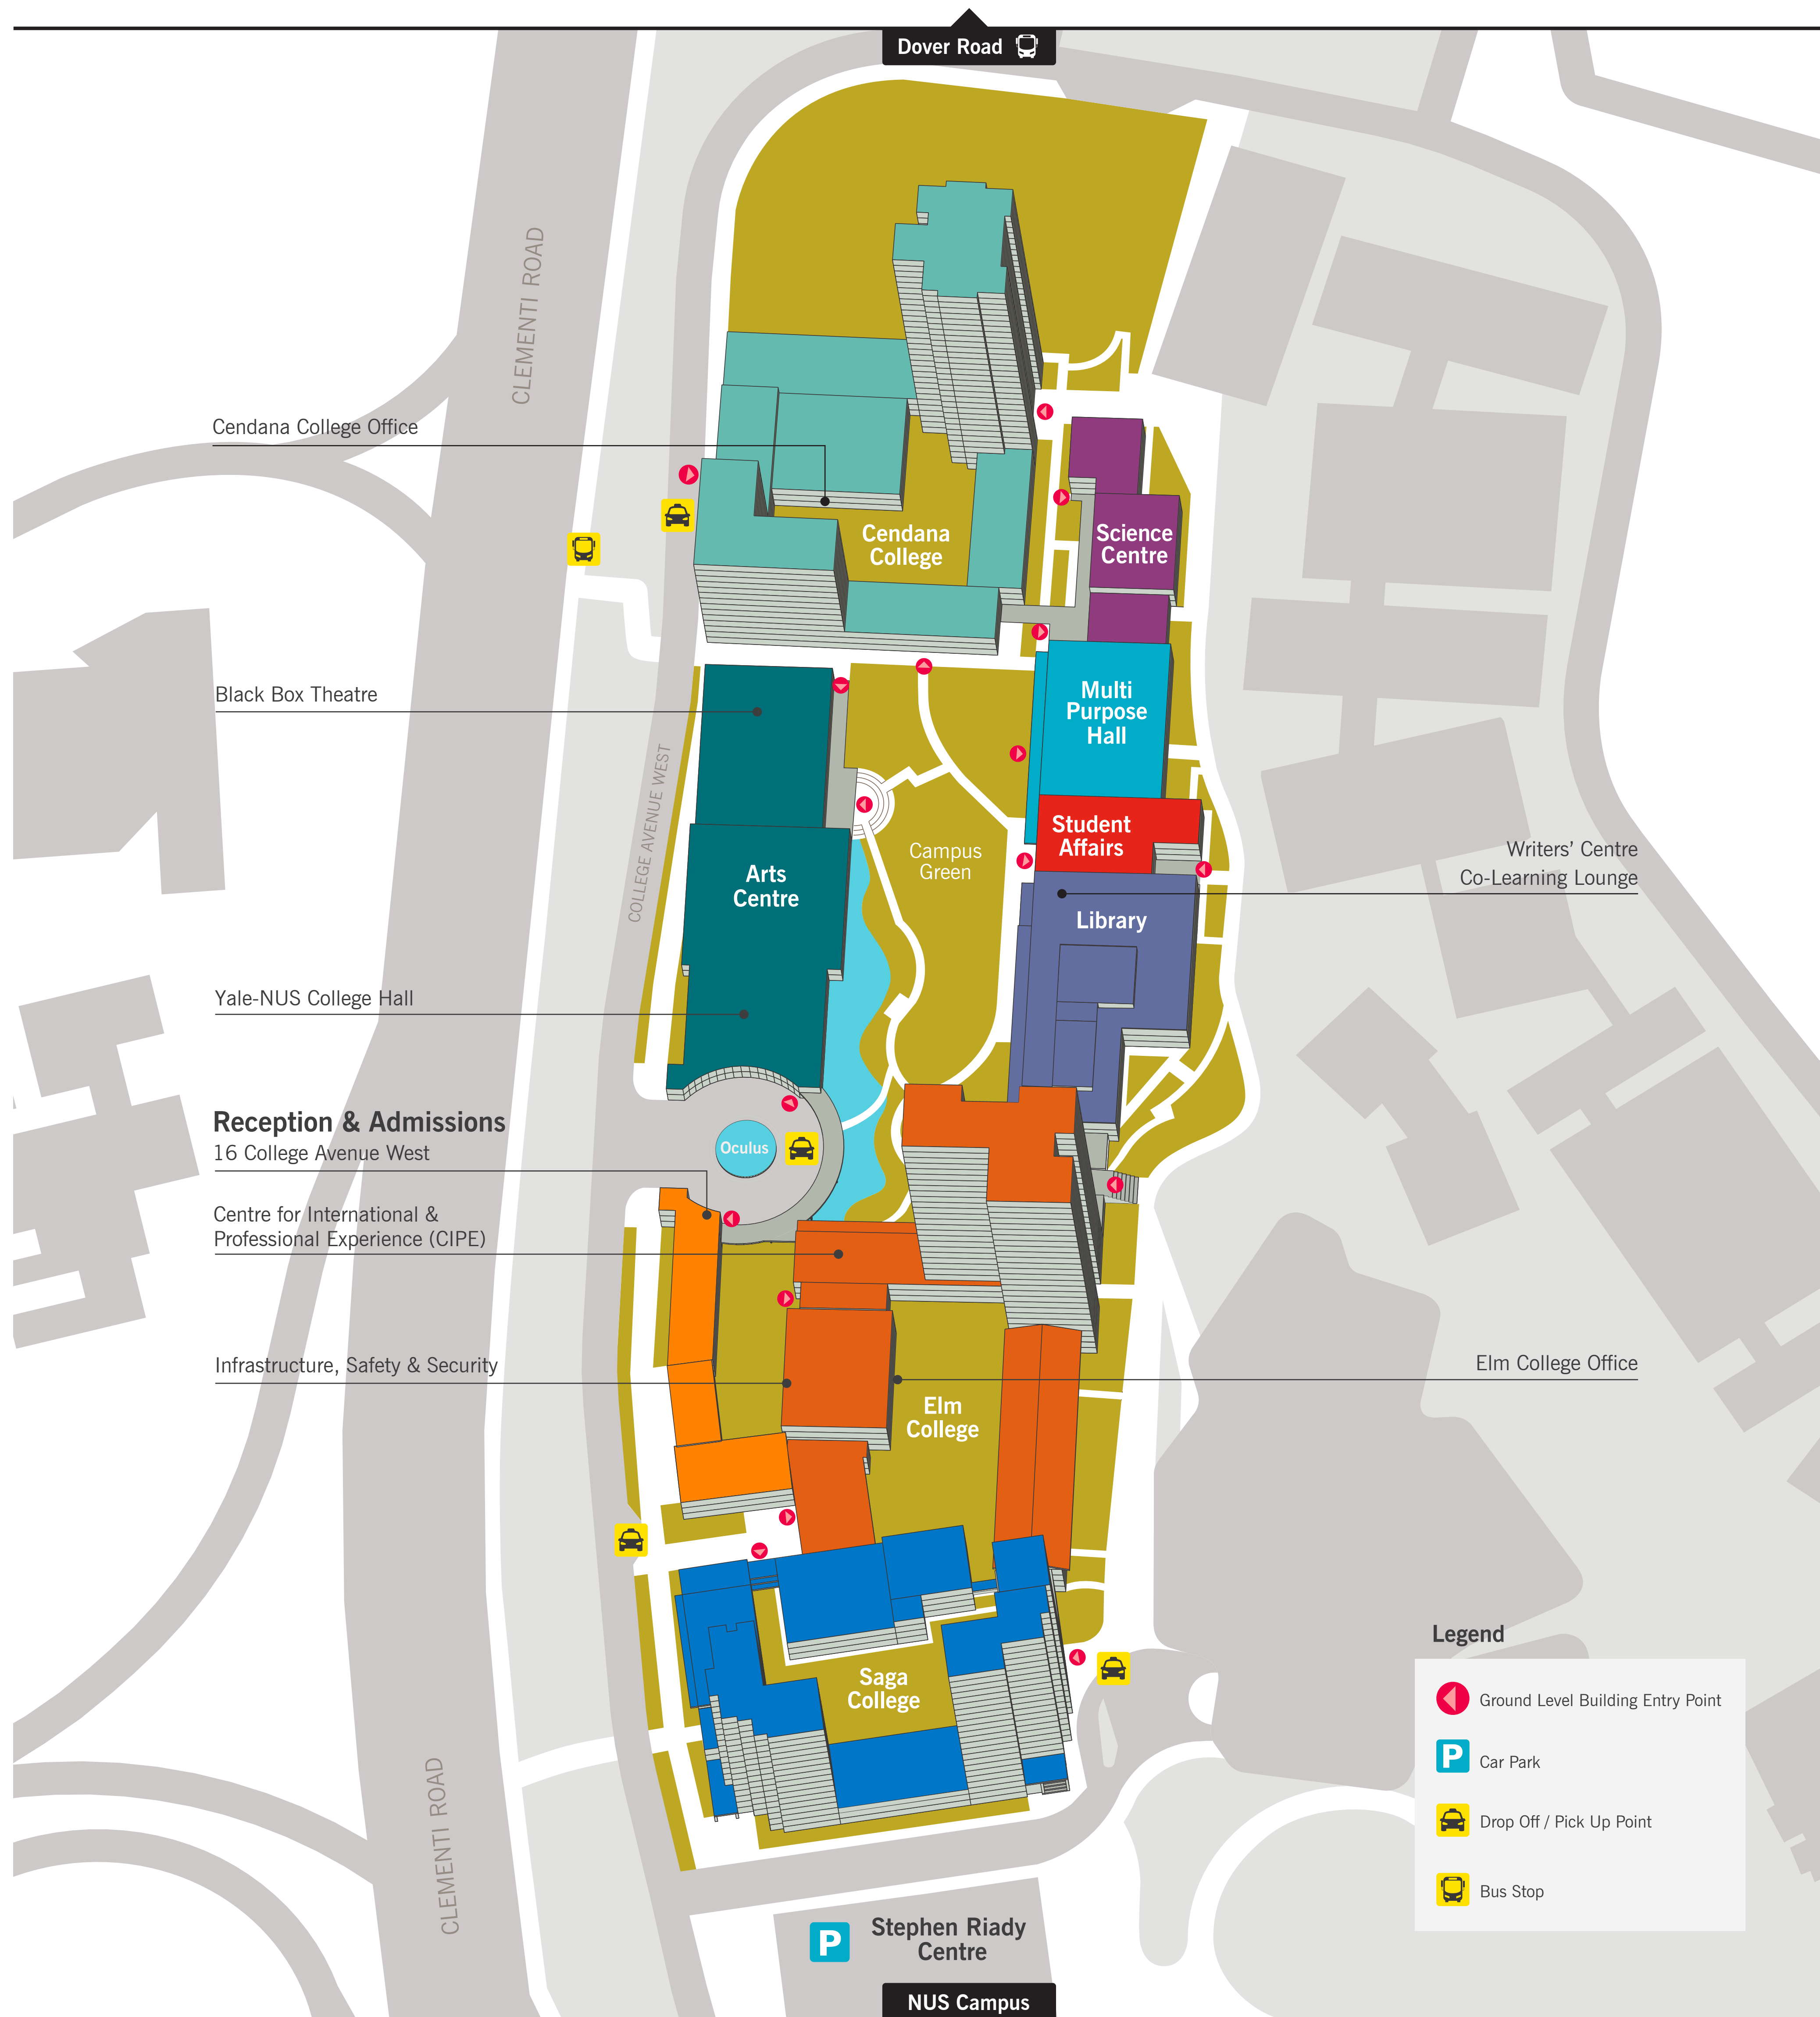 Dover Road
CLEMENTI ROAD
Cendana College Office
Cendana
College
Science
Centre
Black Box Theatre
Multi
Purpose
Hall
COLLEGE AVENUE WEST
Student
Affairs
Campus
Green
Arts
Centre
Writers’ Centre
Co-Learning Lounge
Library
Yale-NUS College Hall
Reception & Admissions
16 College Avenue West
Oculus
Centre for International &
Professional Experience (CIPE)
Infrastructure, Safety & Security
Elm College Office
Elm
College
Saga
College
CLEMENTI ROAD
Legend
Ground Level Building Entry Point
P
Car Park
Drop Off / Pick Up Point
Bus Stop
P
Stephen Riady
Centre
NUS Campus